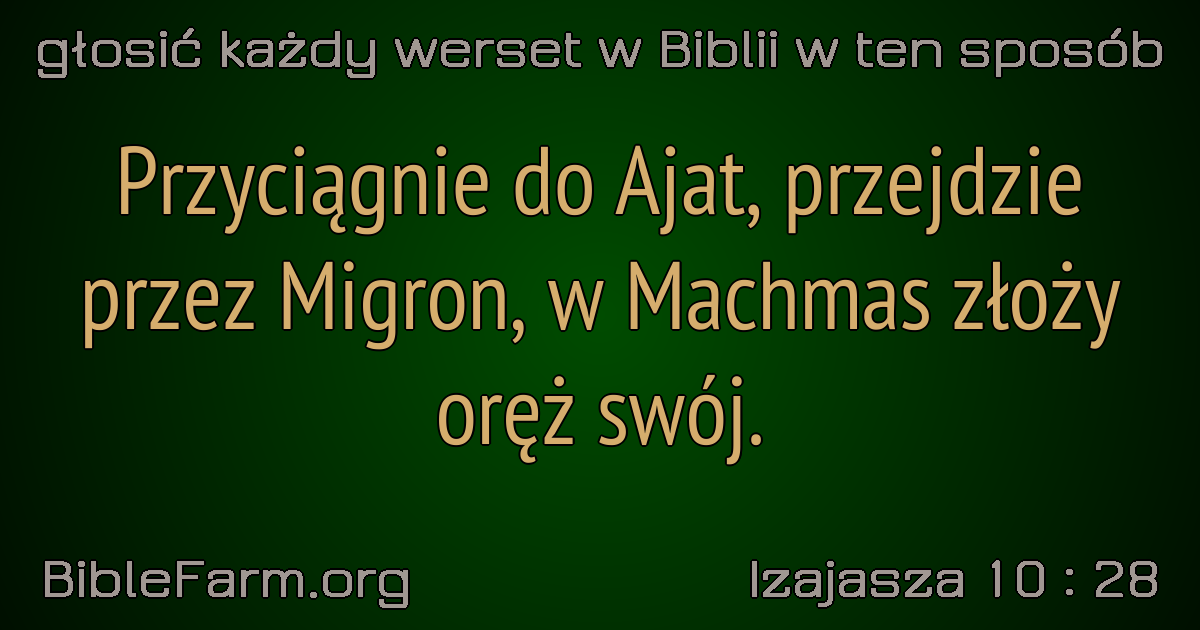 głosić każdy werset w Biblii w ten sposób
Przyciągnie do Ajat, przejdzie
przez Migron, w Machmas złoży
oręż swój.
BibleFarm.org
Izajasza 10 : 28